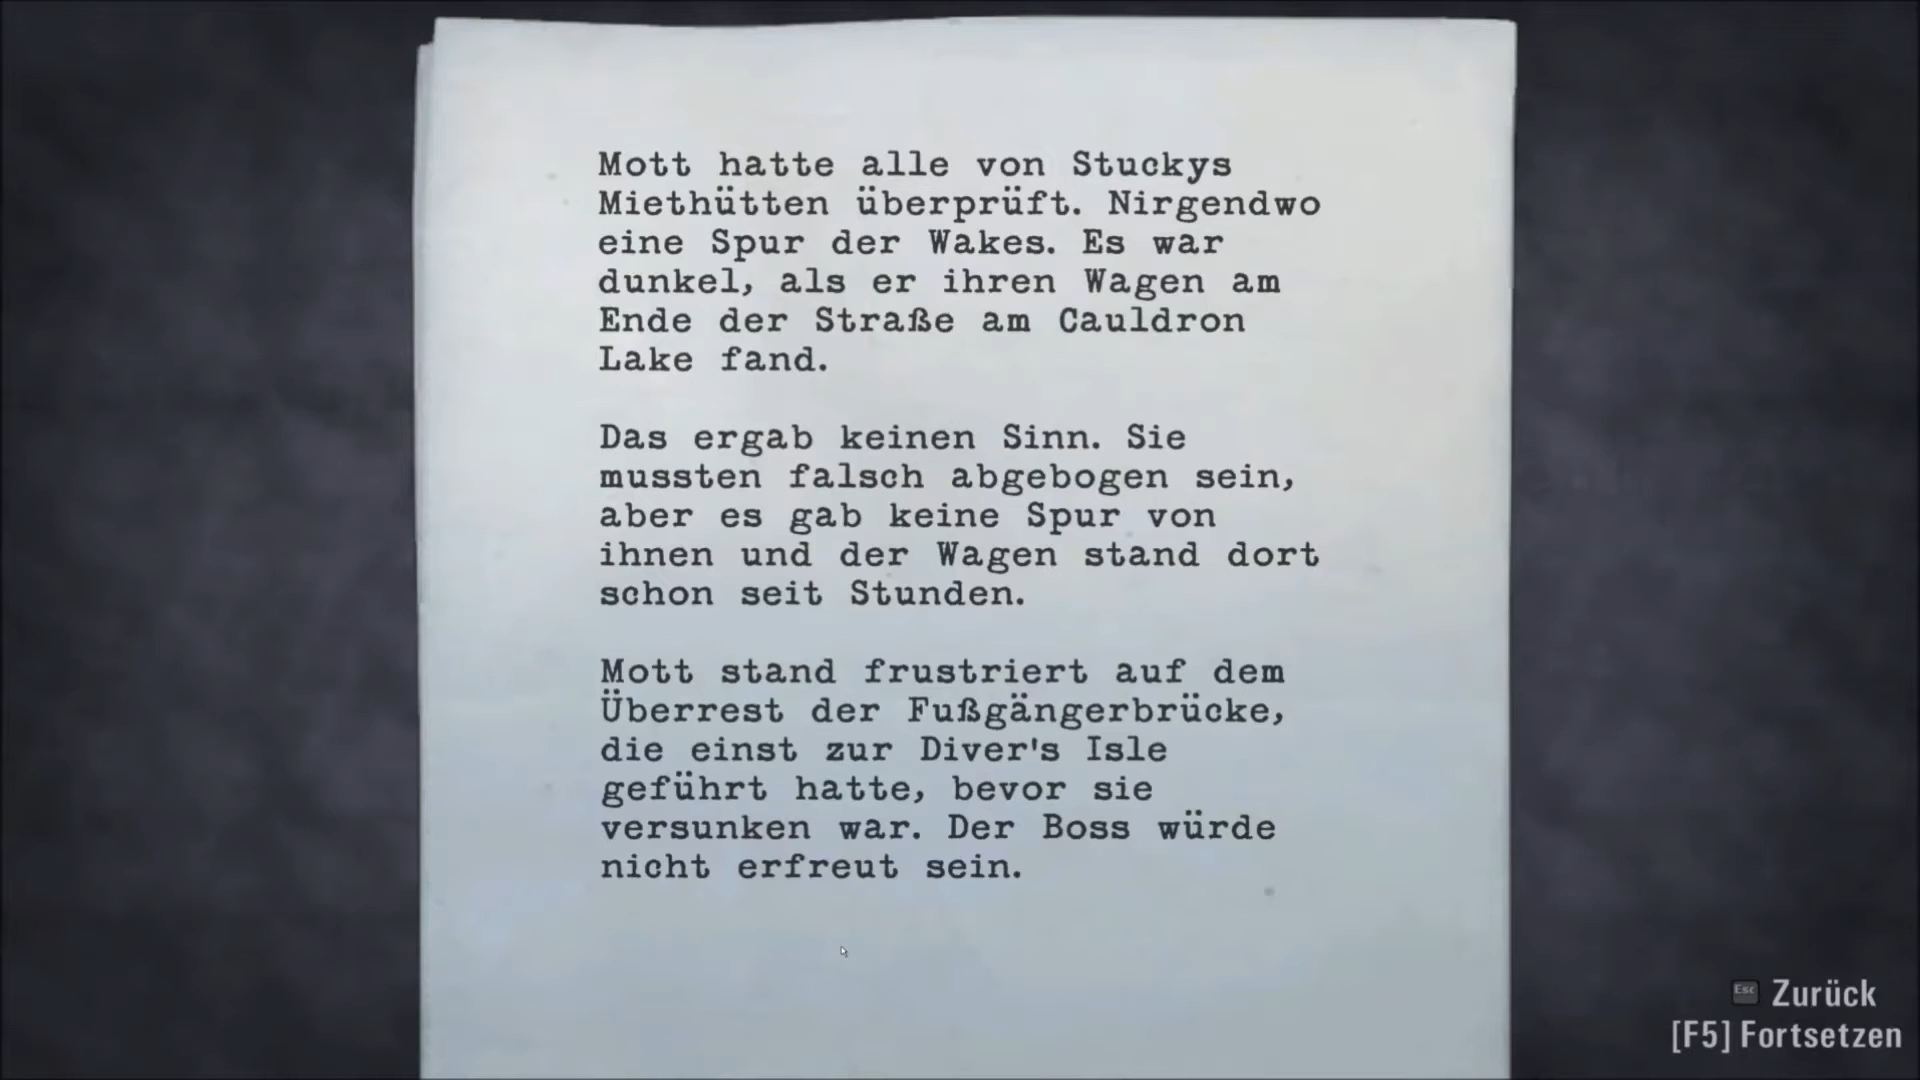 Mott hatte alle von Stuckys
Miethütten überprüft. Nirgendwo
eine Spur der Wakes. Es war
dunkel, als er ihren Wagen am
Ende der Straße am Cauldron
Lake fand.
Das ergab keinen Sinn. Sie
mussten falsch abgebogen sein,
aber es gab keine Spur von
ihnen und der Wagen stand dort
schon seit Stunden.
Mott stand frustriert auf dem
Überrest der Fußgängerbrücke,
die einst zur Diver's Isle
geführt hatte, bevor sie
versunken war. Der Boss würde
nicht erfreut sein.
Esc Zurück
[F5] Fortsetzen